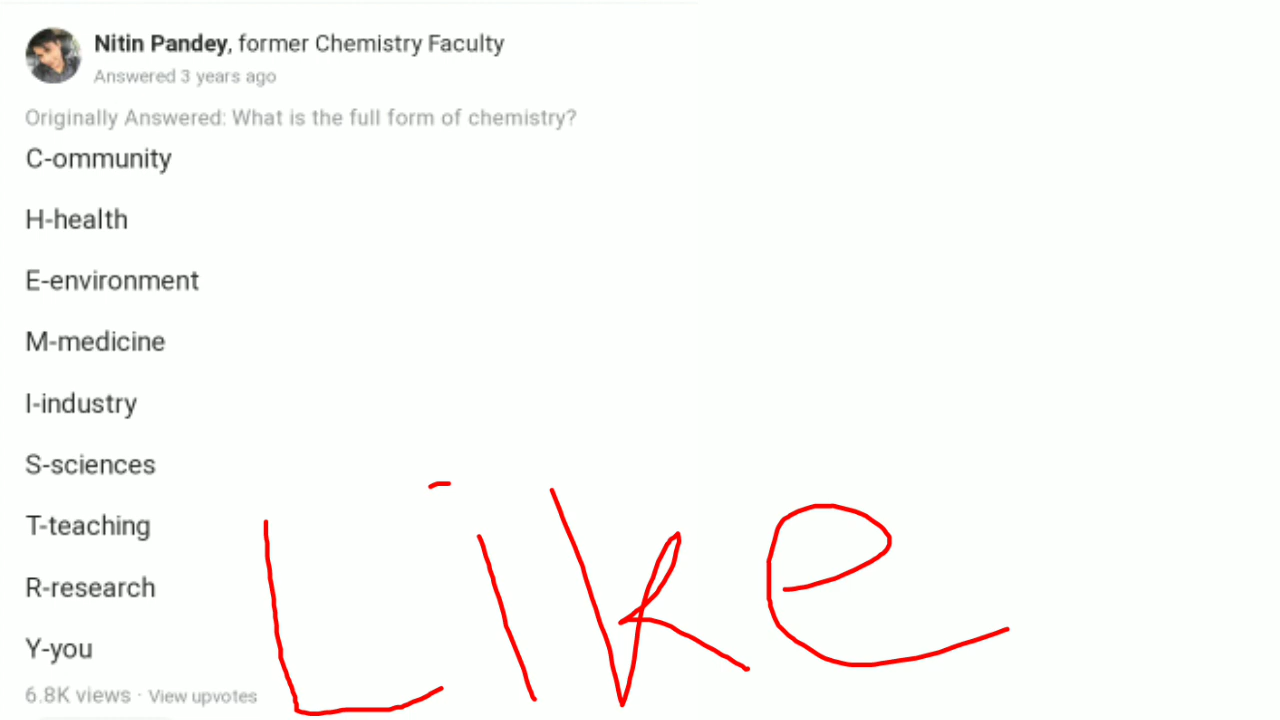 Nitin Pandey, former Chemistry Faculty
Answered 3 years ago
Originally Answered: What is the full form of chemistry?
C-ommunity
H-health
E-environment
M-medicine
I-industry
S-sciences
T-teaching
R-research
Y-you
Like
6.8K views · View upvotes